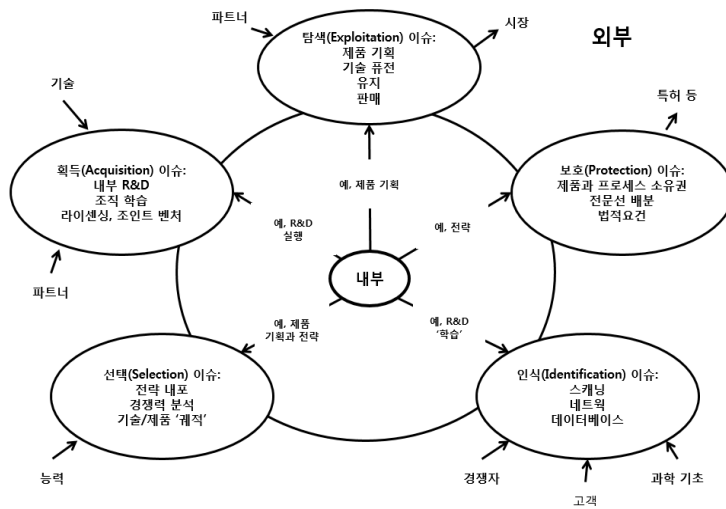 파트너
탐색(Exploitation) 이슈:
제품 기획
기술 퓨전
유지
판매
시장
외부
기술
획득(Acquisition) 이슈:
내부 R&D
조직 학습
라이센싱, 조인트 벤처
파트너
특허 등
보호(Protection) 이슈:
제품과 프로세스 소유권
전문선 배분
법적요건
예, 제품 기획
예, R&D
실행
예, 전략
내부
예, 제품
기획과 전략
예, R&D
‘학습’
선택(Selection) 이슈:
전략 내포
경쟁력 분석
기술/제품 ‘궤적’
능력
인식(Identification) 이슈:
스캐닝
네트웍
데이터베이스
경쟁자
고객
과학 기초